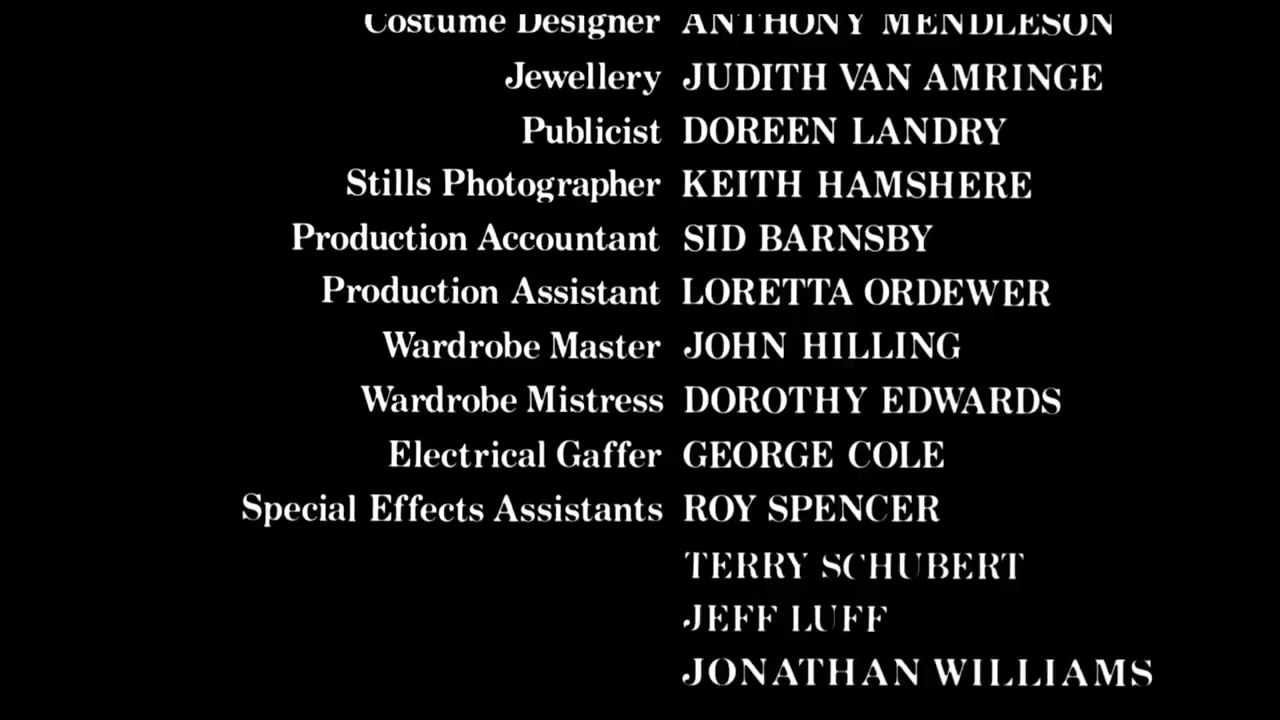 Costume Designer ANTHONY MENDLESON
Jewellery JUDITH VAN AMRINGE
Publicist DOREEN LANDRY
Stills Photographer KEITH HAMSHERE
Production Accountant SID BARNSBY
Production Assistant LORETTA ORDEWER
Wardrobe Master JOHN HILLING
Wardrobe Mistress DOROTHY EDWARDS
Electrical Gaffer GEORGE COLE
Special Effects Assistants ROY SPENCER
TERRY SCHUBERT
JEFF LUFF
JONATHAN WILLIAMS